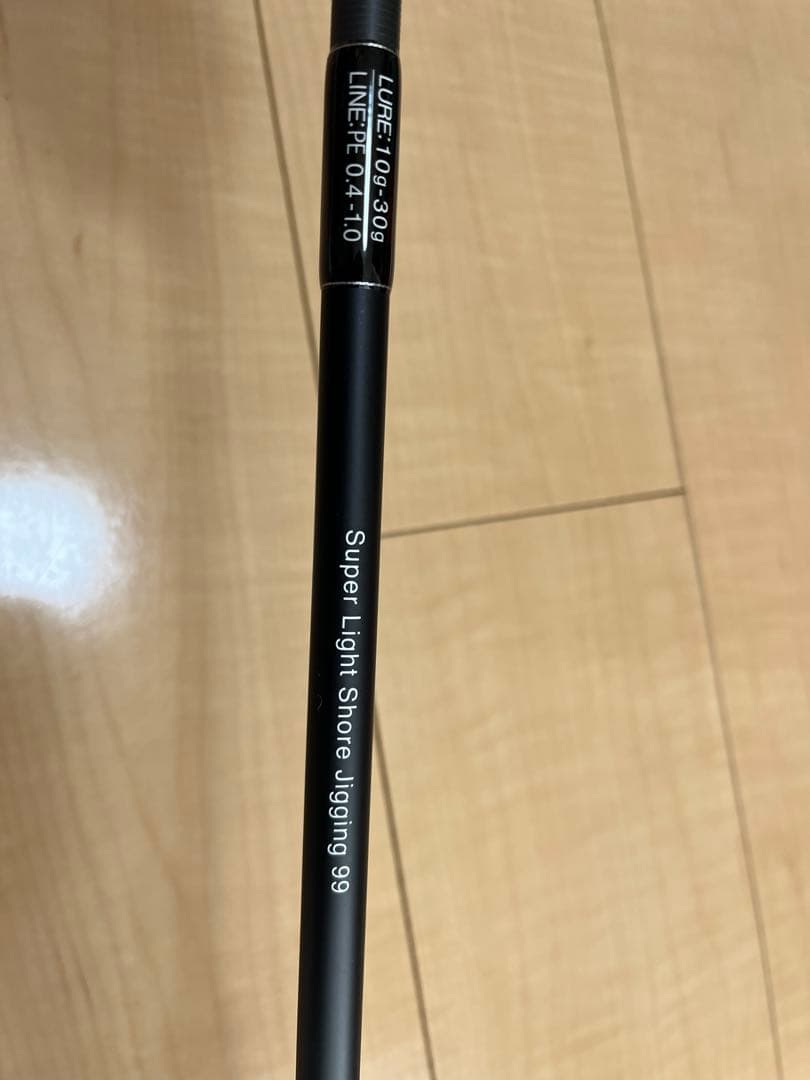 LURE:10g-30g
LINE:PE 0.4-1.0
Super Light Shore Jigging 99